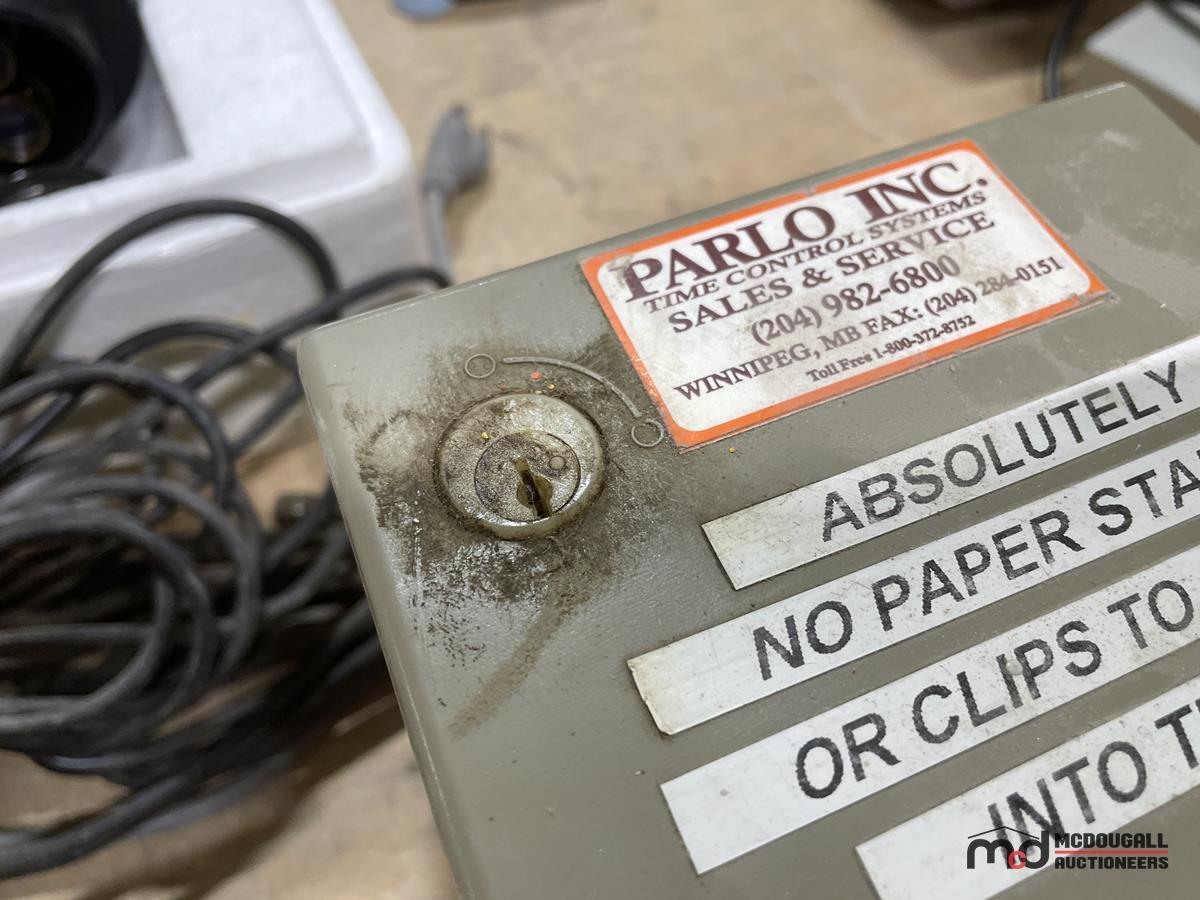 PARLO INC.
TIME CONTROL SYSTEMS
SALES & SERVICE
(204) 982-6800
WINNIPEG, MB FAX: (204) 284-0151
Toll Free 1-800-372-8752
ABSOLUTELY
NO PAPER STA
OR CLIPS TO
INTO T
mcd MCDOUGALL
AUCTIONEERS